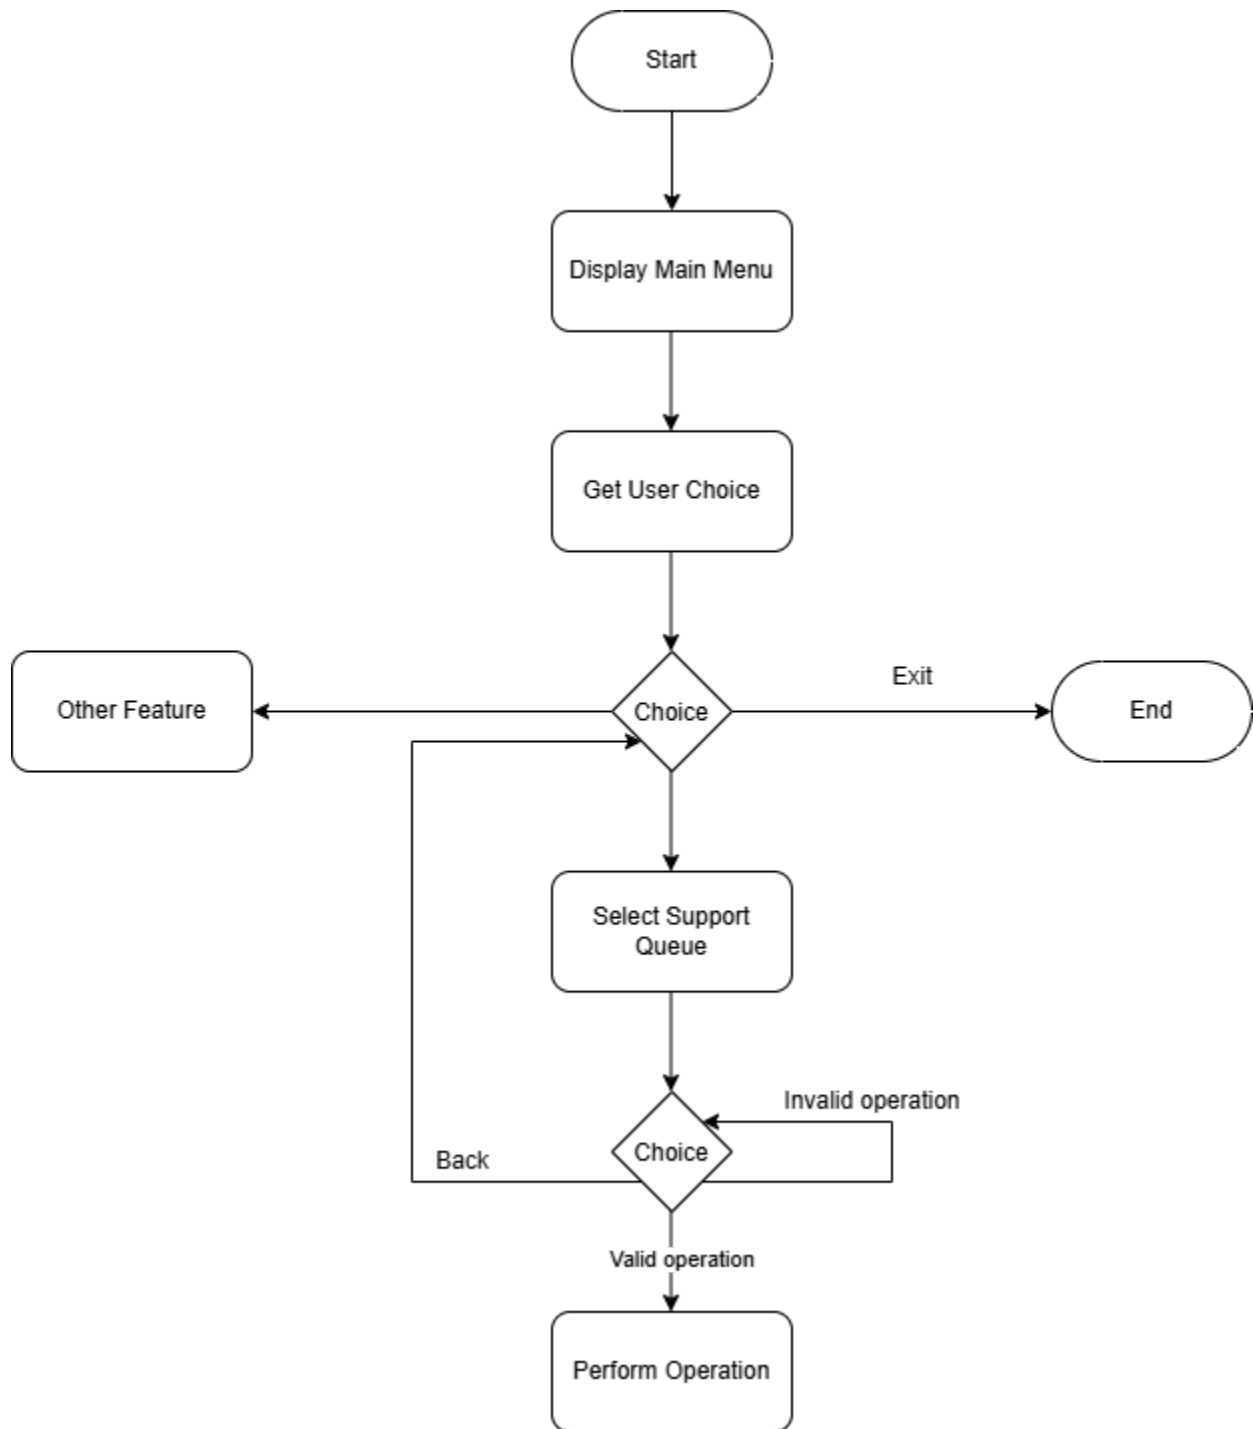 Start
Display Main Menu
Get User Choice
Exit
Other Feature
Choice
End
Select Support
Queue
Invalid operation
Choice
Back
Valid operation
Perform Operation